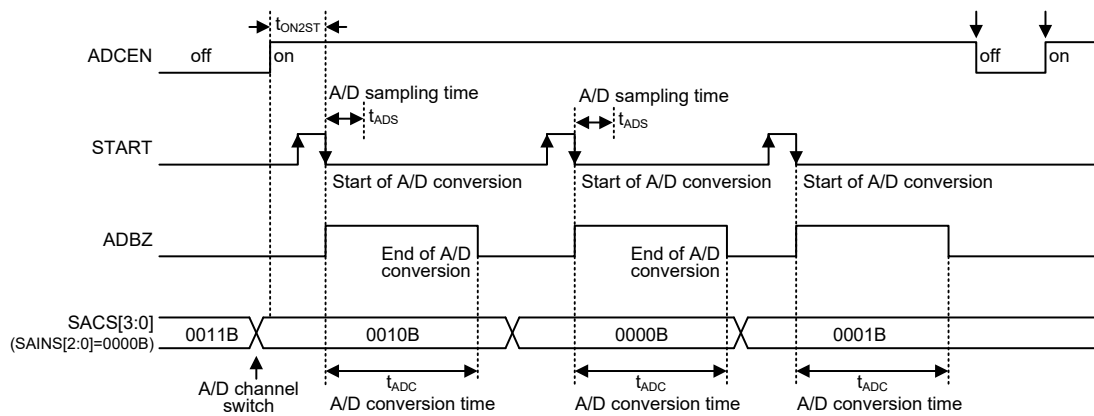 tON2ST
ADCEN
off
on
off
on
A/D sampling time
A/D sampling time
tADS
tADS
START
Start of A/D conversion
Start of A/D conversion
Start of A/D conversion
ADBZ
End of A/D
conversion
End of A/D
conversion
SACS[3:0]
(SAINS[2:0]=0000B)
0011B
0010B
0000B
0001B
A/D channel
switch
tADC
A/D conversion time
tADC
A/D conversion time
tADC
A/D conversion time